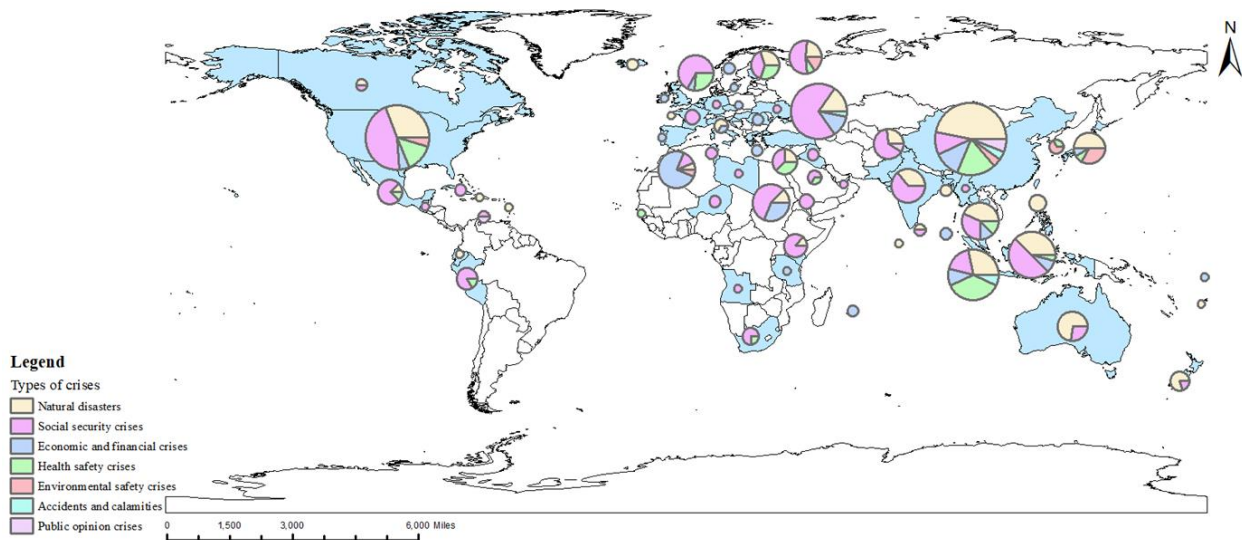 N
Legend
Types of crises
Natural disasters
Social security crises
Economic and financial crises
Health safety crises
Environmental safety crises
Accidents and calamities
Public opinion crises
0 1,500 3,000 6,000 Miles